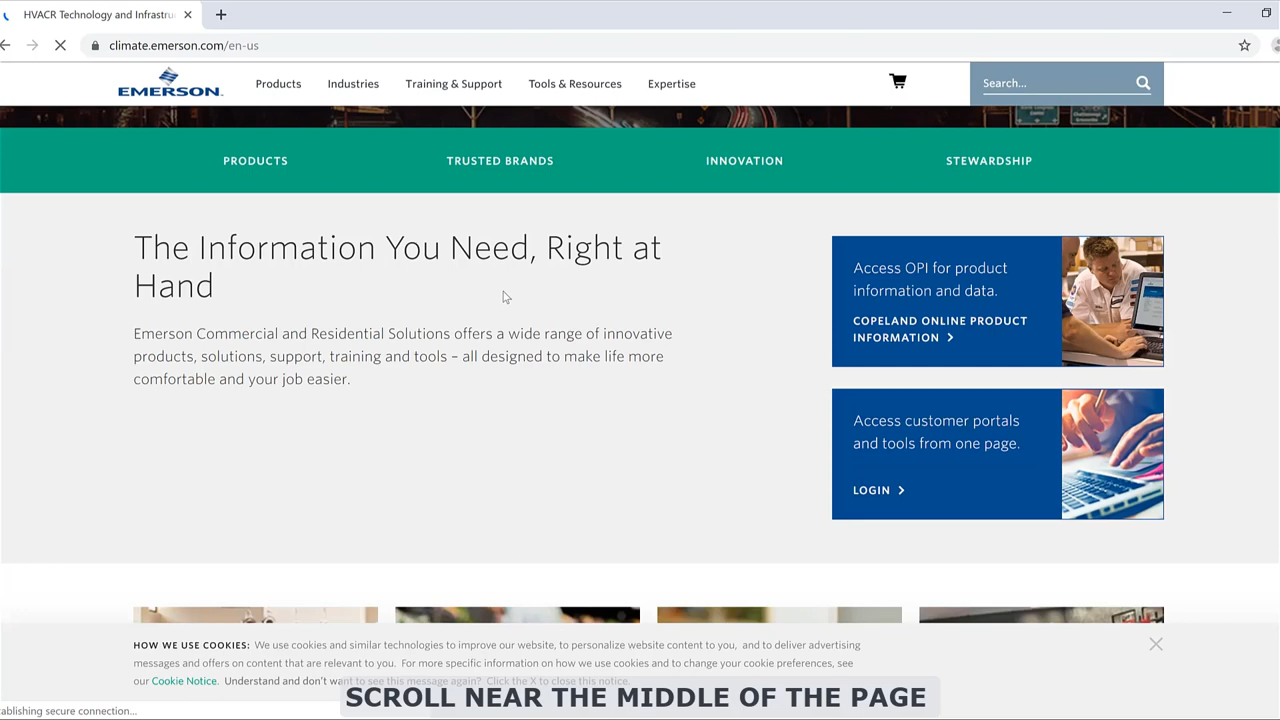 HVACR Technology and Infrastru
climate.emerson.com/en-us
EMERSON
Products
Industries
Training & Support
Tools & Resources
Expertise
Search...
PRODUCTS
TRUSTED BRANDS
INNOVATION
STEWARDSHIP
The Information You Need, Right at
Hand
Emerson Commercial and Residential Solutions offers a wide range of innovative
products, solutions, support, training and tools – all designed to make life more
comfortable and your job easier.
Access OPI for product
information and data.
COPELAND ONLINE PRODUCT
INFORMATION
Access customer portals
and tools from one page.
LOGIN
HOW WE USE COOKIES: We use cookies and similar technologies to improve our website, to personalize website content to you, and to deliver advertising
messages and offers on content that are relevant to you. For more specific information on how we use cookies and to change your cookie preferences, see
our Cookie Notice. Understand and don't want to see this message again? Click the X to close this notice.
SCROLL NEAR THE MIDDLE OF THE PAGE
ablishing secure connection...